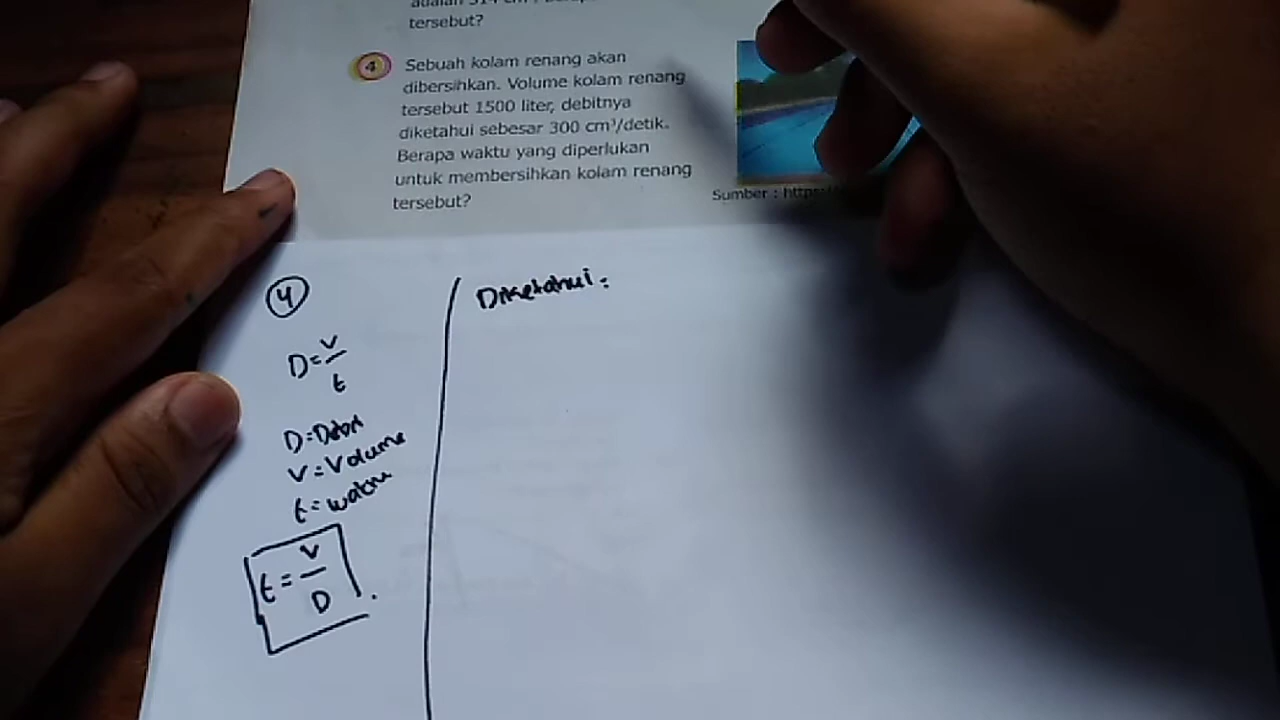 tersebut?
4
Sebuah kolam renang akan
dibersihkan. Volume kolam renang
tersebut 1500 liter, debitnya
diketahui sebesar 300 cm³/detik.
Berapa waktu yang diperlukan
untuk membersihkan kolam renang
tersebut?
Sumber : http
4
D=V/t
D=Debit
V=Volume
t=waktu
t=V/D.
Diketahui: